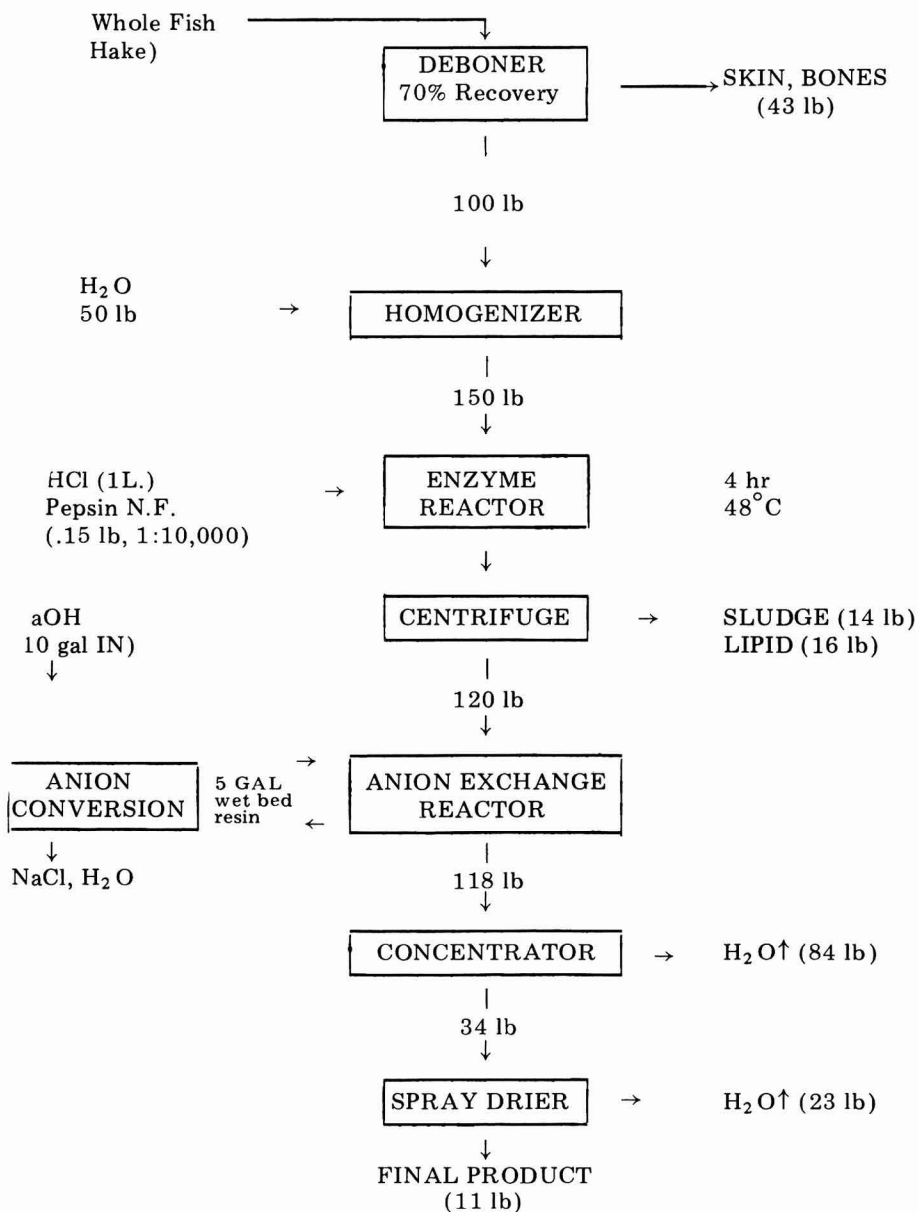 Whole Fish
Hake)
DEBONER
70% Recovery
SKIN, BONES
(43 lb)
100 lb
H₂O
50 lb
HOMOGENIZER
150 lb
HCl (1L.)
Pepsin N.F.
(.15 lb, 1:10,000)
ENZYME
REACTOR
4 hr
48°C
CENTRIFUGE
SLUDGE (14 lb)
LIPID (16 lb)
aOH
10 gal IN)
120 lb
ANION
CONVERSION
5 GAL
wet bed
resin
ANION EXCHANGE
REACTOR
NaCl, H₂O
118 lb
CONCENTRATOR
H₂O↑ (84 lb)
34 lb
SPRAY DRIER
H₂O↑ (23 lb)
FINAL PRODUCT
(11 lb)